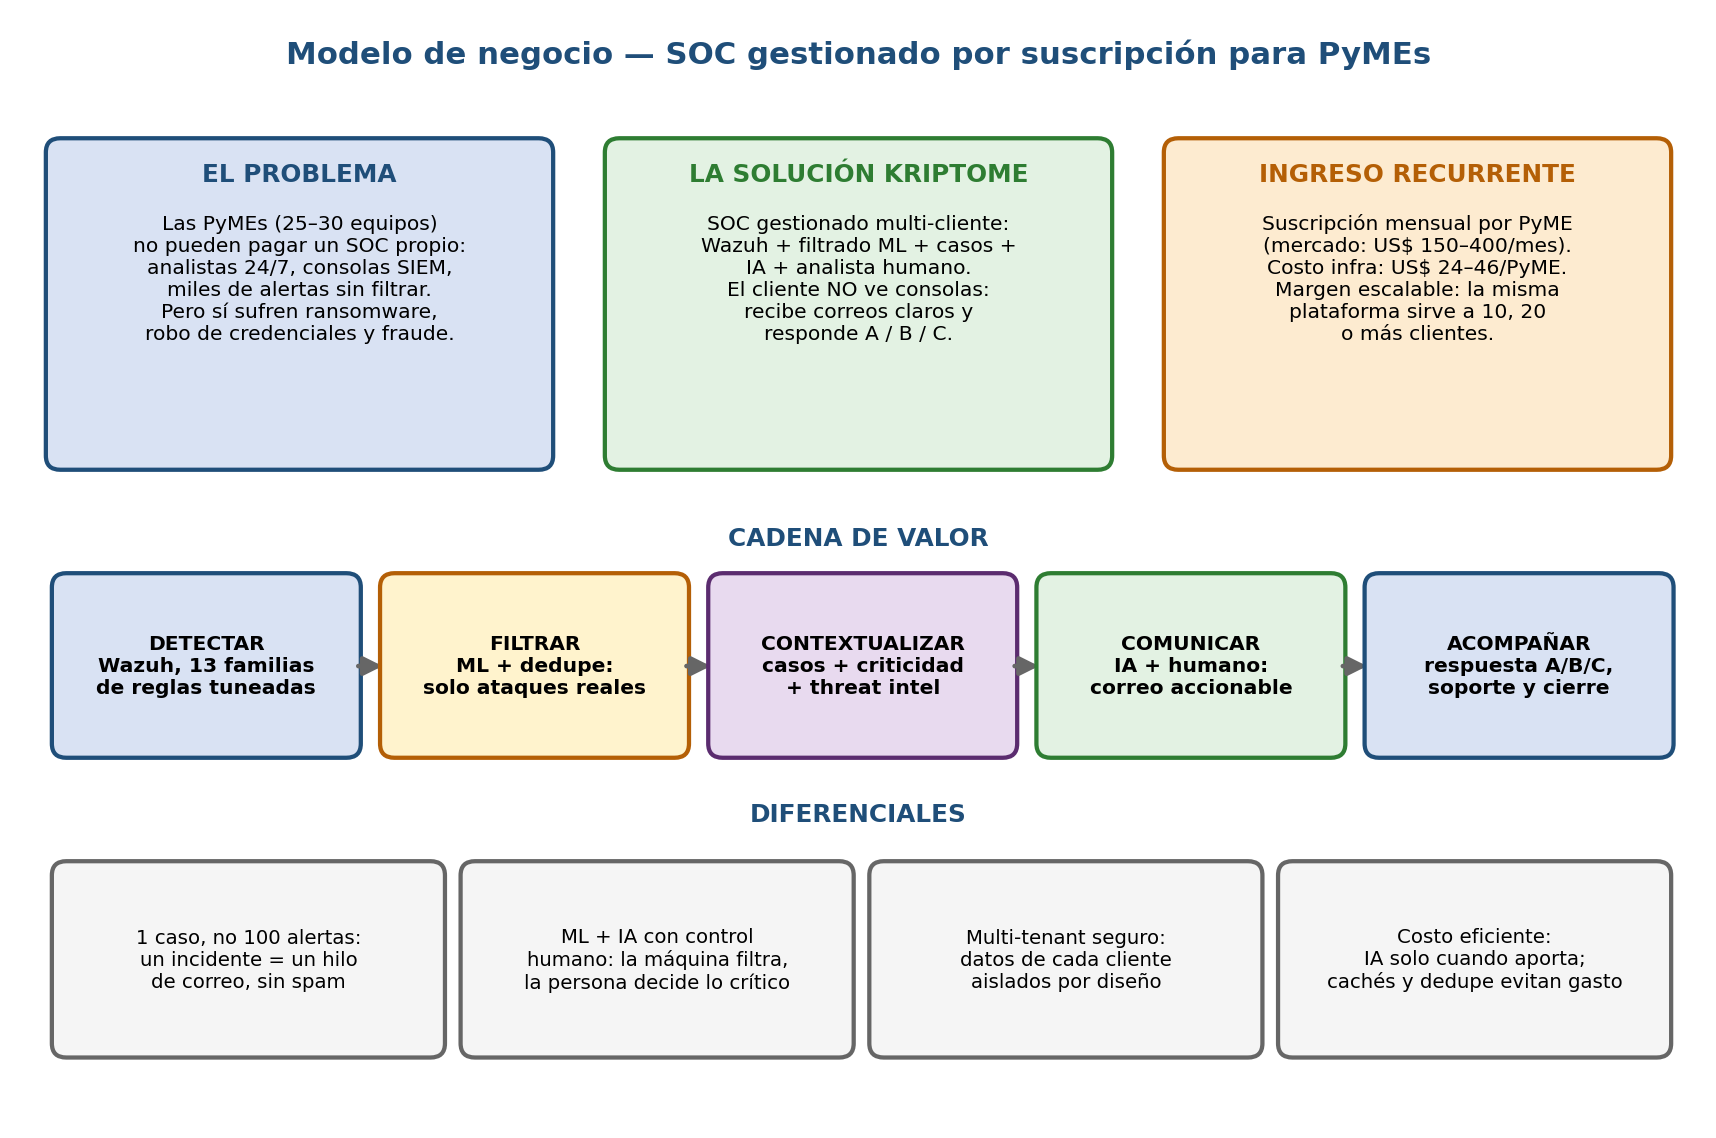 Modelo de negocio — SOC gestionado por suscripción para PyMEs
EL PROBLEMA
Las PyMEs (25–30 equipos)
no pueden pagar un SOC propio:
analistas 24/7, consolas SIEM,
miles de alertas sin filtrar.
Pero sí sufren ransomware,
robo de credenciales y fraude.
LA SOLUCIÓN KRIPTOME
SOC gestionado multi-cliente:
Wazuh + filtrado ML + casos +
IA + analista humano.
El cliente NO ve consolas:
recibe correos claros y
responde A / B / C.
INGRESO RECURRENTE
Suscripción mensual por PyME
(mercado: US$ 150–400/mes).
Costo infra: US$ 24–46/PyME.
Margen escalable: la misma
plataforma sirve a 10, 20
o más clientes.
CADENA DE VALOR
DETECTAR
Wazuh, 13 familias
de reglas tuneadas
FILTRAR
ML + dedupe:
solo ataques reales
CONTEXTUALIZAR
casos + criticidad
+ threat intel
COMUNICAR
IA + humano:
correo accionable
ACOMPAÑAR
respuesta A/B/C,
soporte y cierre
DIFERENCIALES
1 caso, no 100 alertas:
un incidente = un hilo
de correo, sin spam
ML + IA con control
humano: la máquina filtra,
la persona decide lo crítico
Multi-tenant seguro:
datos de cada cliente
aislados por diseño
Costo eficiente:
IA solo cuando aporta;
cachés y dedupe evitan gasto